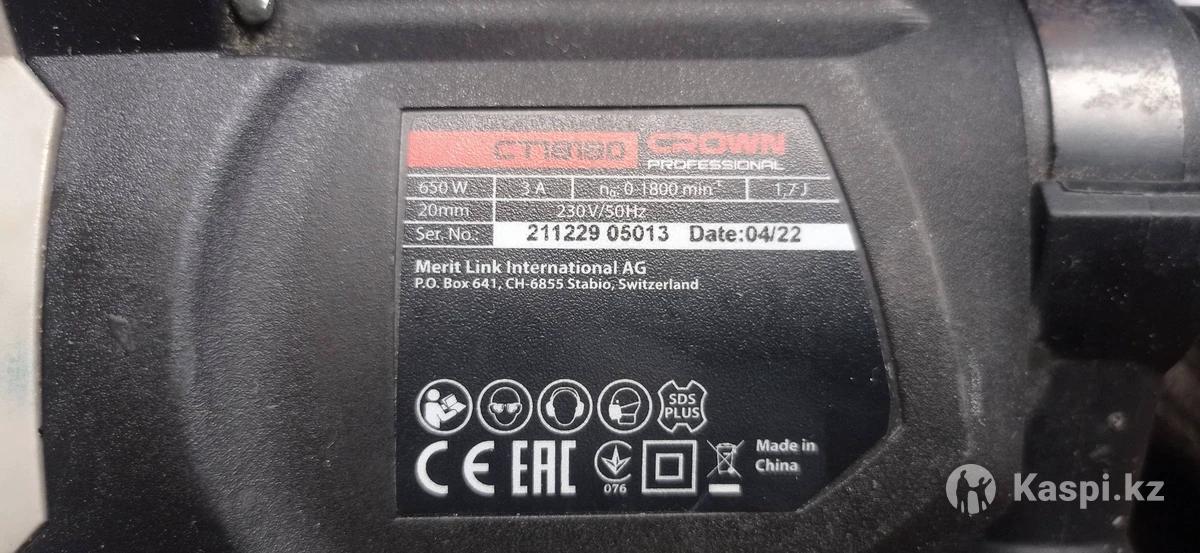 CT18180 CROWN
PROFESSIONAL
650 W 3 A n₀ 0-1800 min⁻¹ 1,7 J
20mm 230 V/50Hz
Ser. No.: 211229 05013 Date:04/22
Merit Link International AG
P.O. Box 641, CH-6855 Stabio, Switzerland
SDS
PLUS
CE EAC Made in
China
076
Kaspi.kz